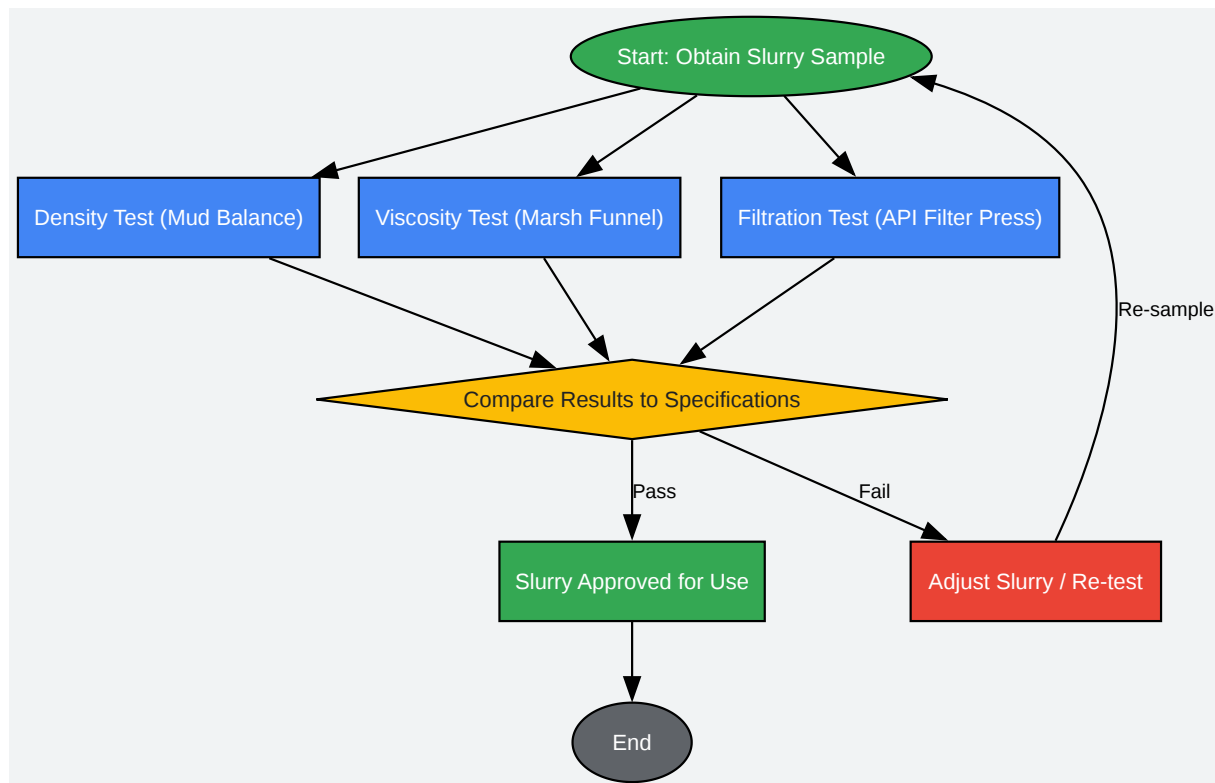 Start: Obtain Slurry Sample
Density Test (Mud Balance)
Viscosity Test (Marsh Funnel)
Filtration Test (API Filter Press)
Re-sample
Compare Results to Specifications
Pass
Fail
Slurry Approved for Use
Adjust Slurry / Re-test
End